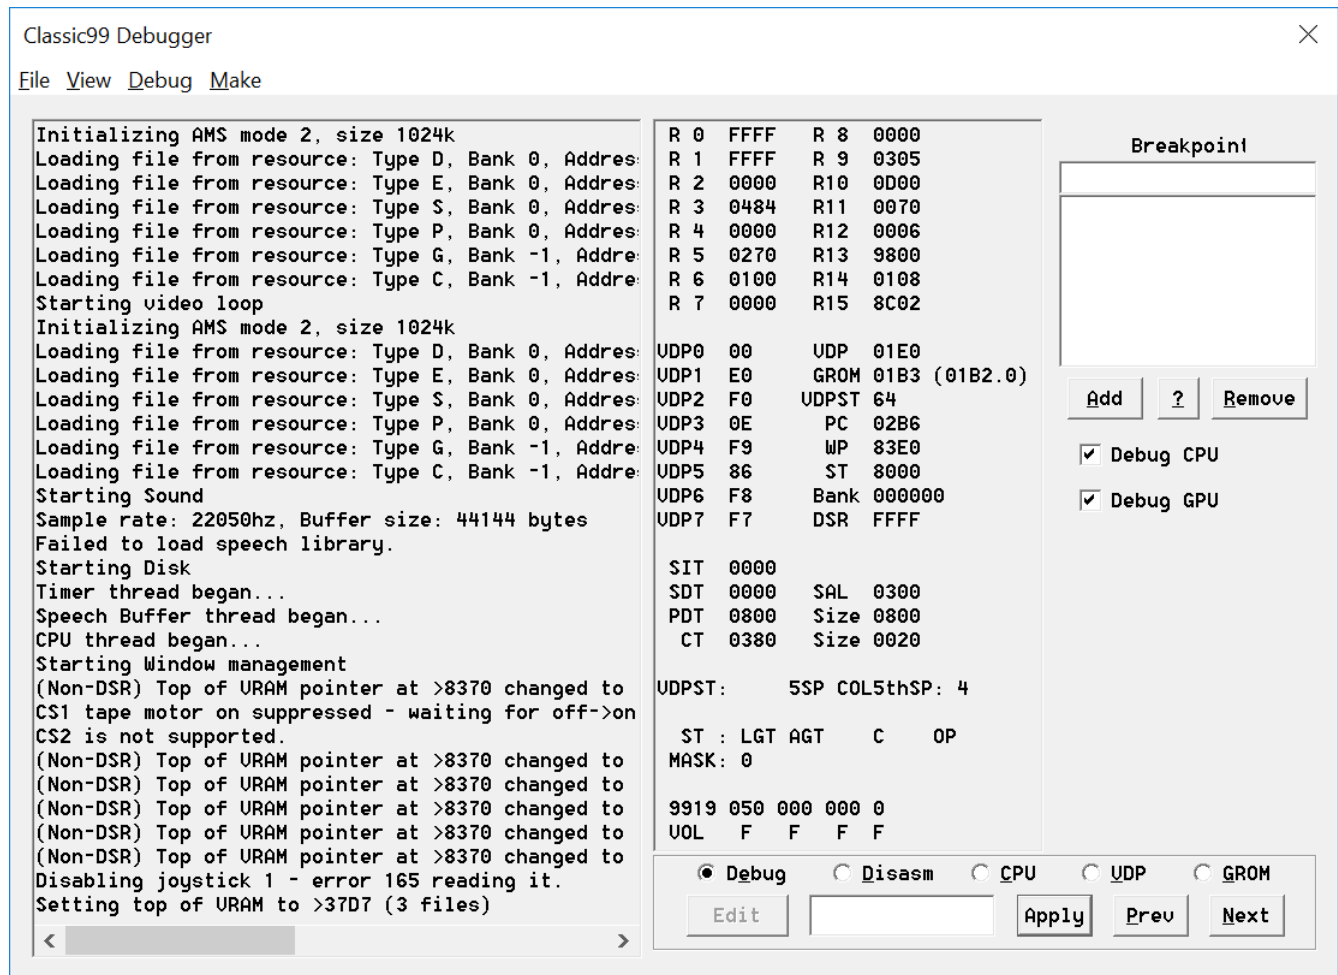 Classic99 Debugger
File View Debug Make
Initializing AMS mode 2, size 1024k
Loading file from resource: Type D, Bank 0, Addres
Loading file from resource: Type E, Bank 0, Addres
Loading file from resource: Type S, Bank 0, Addres
Loading file from resource: Type P, Bank 0, Addres
Loading file from resource: Type G, Bank -1, Addre
Loading file from resource: Type C, Bank -1, Addre
Starting video loop
Initializing AMS mode 2, size 1024k
Loading file from resource: Type D, Bank 0, Addres
Loading file from resource: Type E, Bank 0, Addres
Loading file from resource: Type S, Bank 0, Addres
Loading file from resource: Type P, Bank 0, Addres
Loading file from resource: Type G, Bank -1, Addre
Loading file from resource: Type C, Bank -1, Addre
Starting Sound
Sample rate: 22050hz, Buffer size: 44144 bytes
Failed to load speech library.
Starting Disk
Timer thread began...
Speech Buffer thread began...
CPU thread began...
Starting Window management
(Non-DSR) Top of VRAM pointer at >8370 changed to
CS1 tape motor on suppressed - waiting for off->on
CS2 is not supported.
(Non-DSR) Top of VRAM pointer at >8370 changed to
(Non-DSR) Top of VRAM pointer at >8370 changed to
(Non-DSR) Top of VRAM pointer at >8370 changed to
(Non-DSR) Top of VRAM pointer at >8370 changed to
(Non-DSR) Top of VRAM pointer at >8370 changed to
Disabling joystick 1 - error 165 reading it.
Setting top of VRAM to >37D7 (3 files)
R 0 FFFF R 8 0000
R 1 FFFF R 9 0305
R 2 0000 R10 0D00
R 3 0484 R11 0070
R 4 0000 R12 0006
R 5 0270 R13 9800
R 6 0100 R14 0108
R 7 0000 R15 8C02
VDP0 00 VDP 01E0
VDP1 E0 GROM 01B3 (01B2.0)
VDP2 F0 VDPST 64
VDP3 0E PC 02B6
VDP4 F9 WP 83E0
VDP5 86 ST 8000
VDP6 F8 Bank 000000
VDP7 F7 DSR FFFF
SIT 0000
SDT 0000 SAL 0300
PDT 0800 Size 0800
CT 0380 Size 0020
VDPST: 5SP COL5thSP: 4
ST : LGT AGT C OP
MASK: 0
9919 050 000 000 0
VOL F F F F
Breakpoint
Add ? Remove
Debug CPU
Debug GPU
Debug Disasm CPU VDP GROM
Edit Apply Prev Next